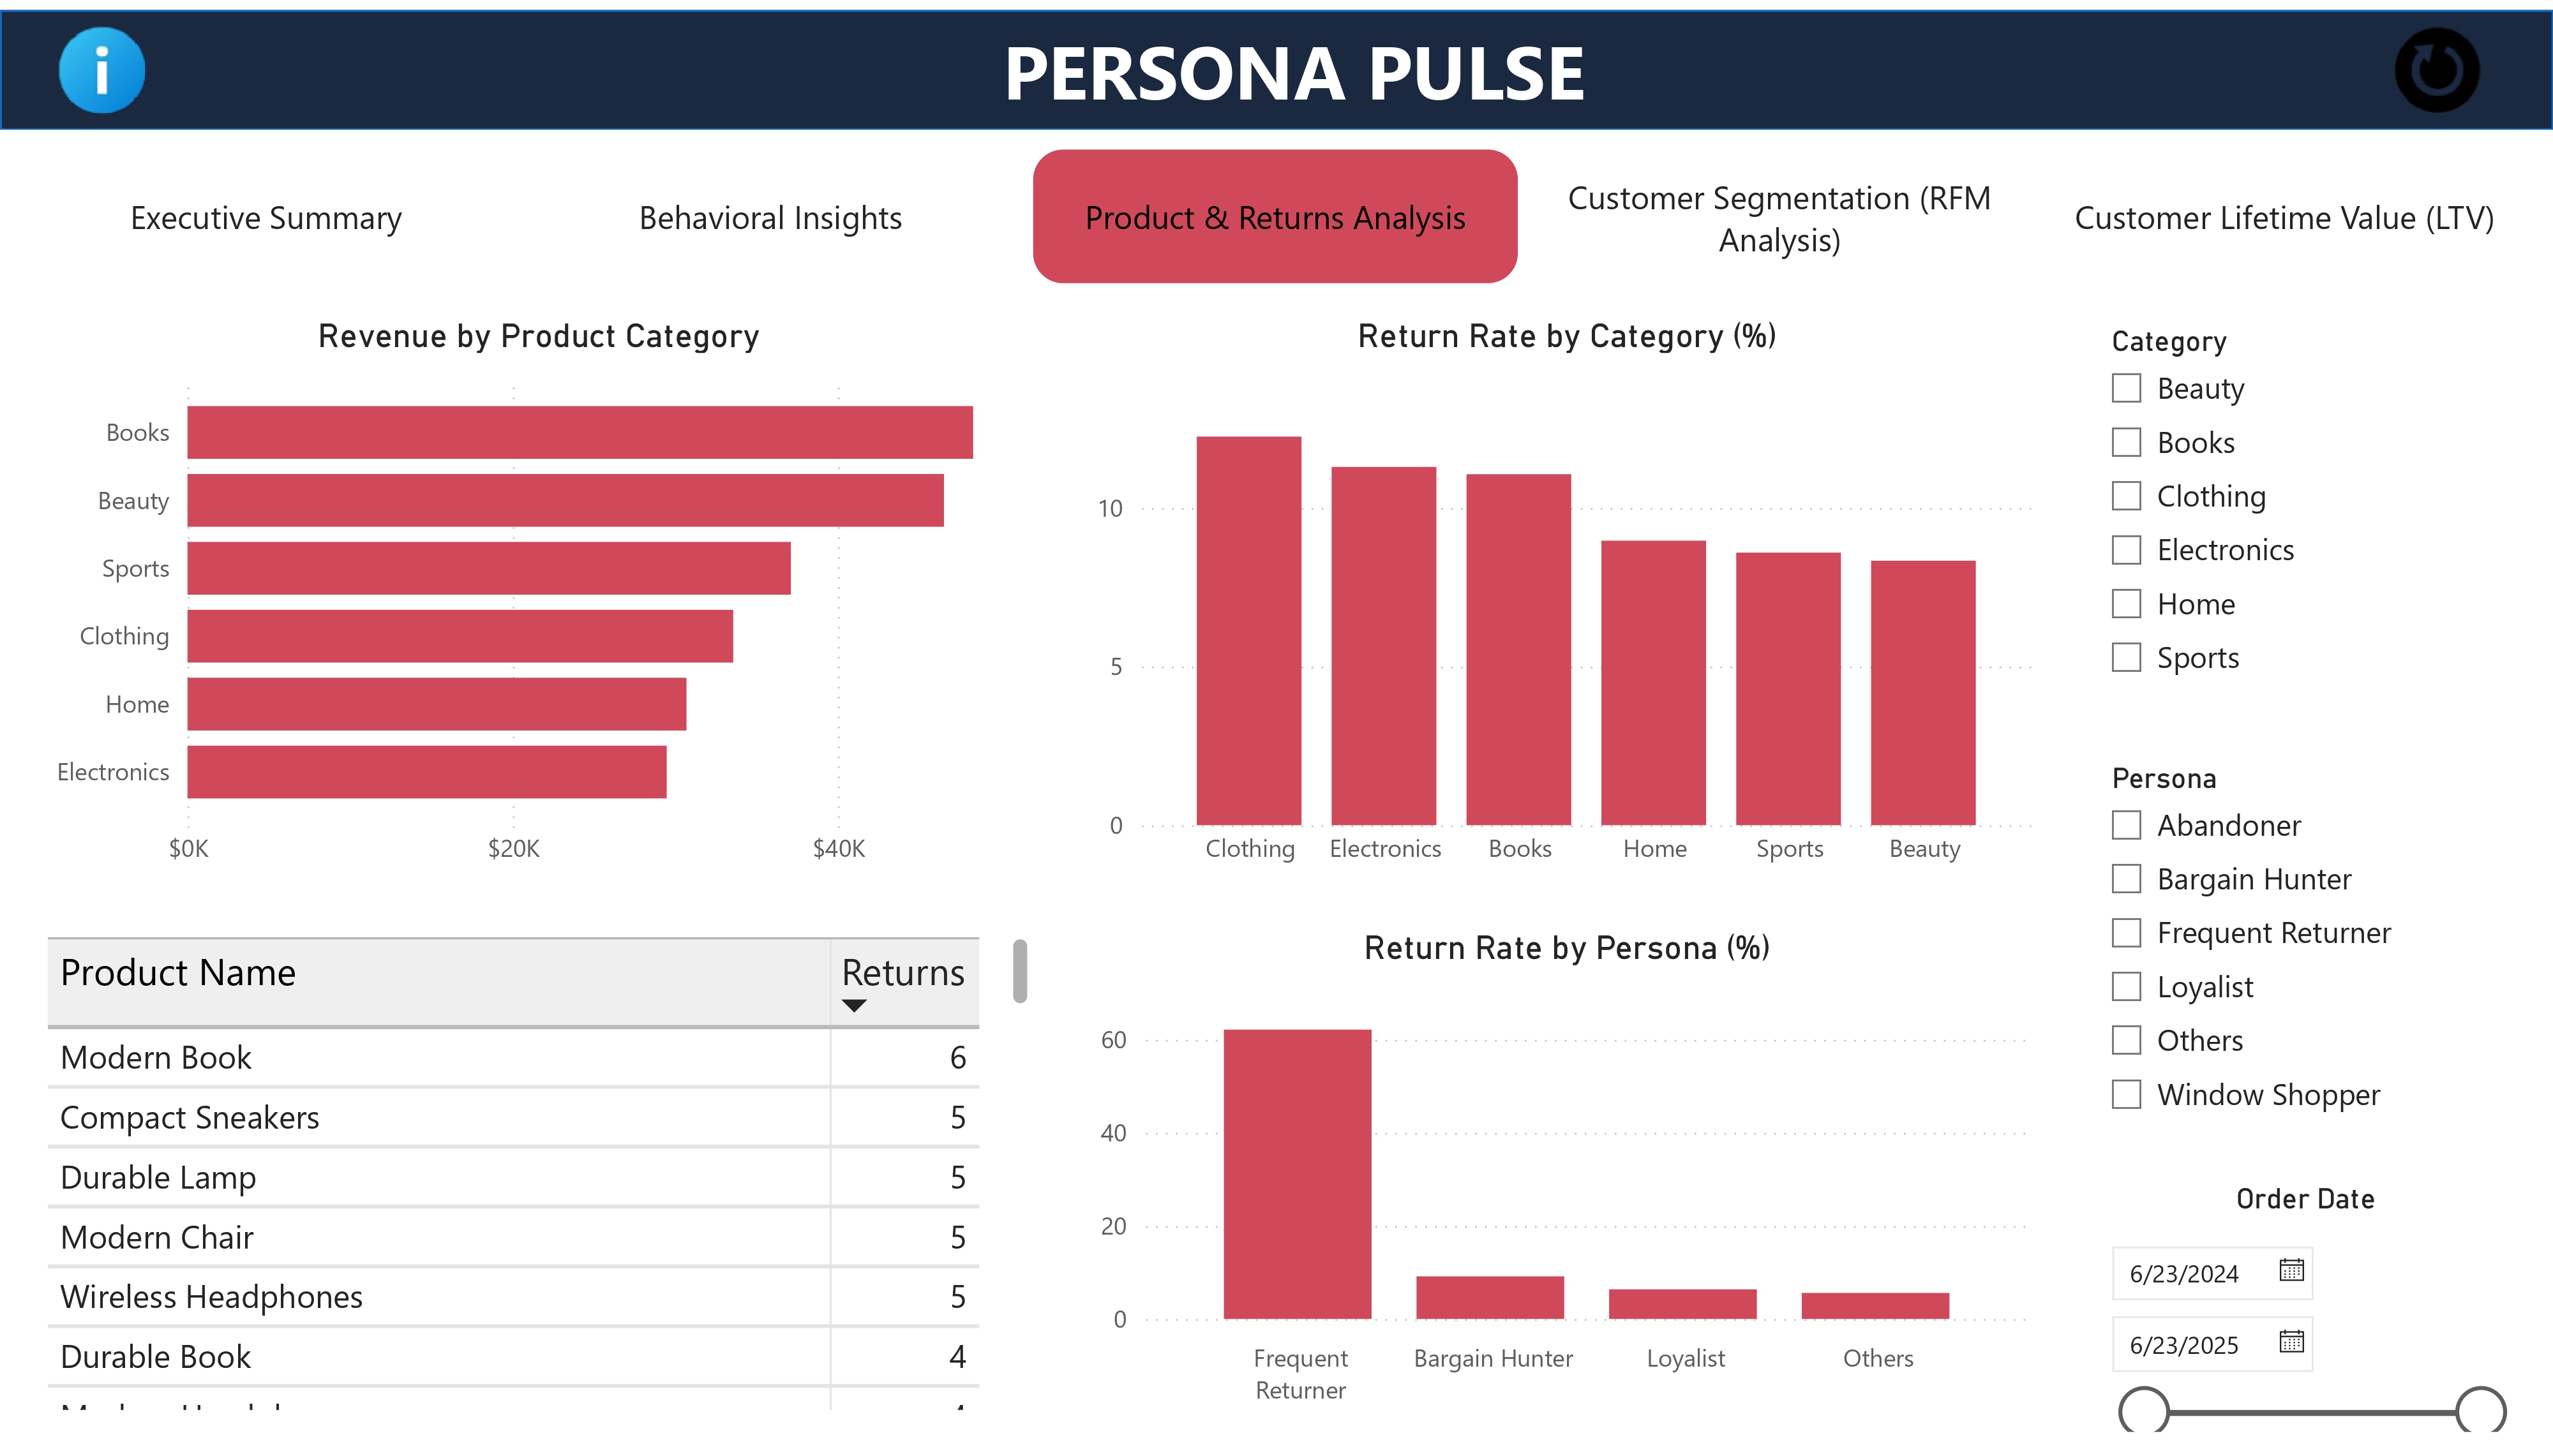 PERSONA PULSE
Executive Summary
Behavioral Insights
Product & Returns Analysis
Customer Segmentation (RFM
Analysis)
Customer Lifetime Value (LTV)
Revenue by Product Category
Books
Beauty
Sports
Clothing
Home
Electronics
$0K
$20K
$40K
Return Rate by Category (%)
10
5
0
Clothing
Electronics
Books
Home
Sports
Beauty
Category
Beauty
Books
Clothing
Electronics
Home
Sports
Persona
Abandoner
Bargain Hunter
Frequent Returner
Loyalist
Others
Window Shopper
Product Name Returns
Modern Book 6
Compact Sneakers 5
Durable Lamp 5
Modern Chair 5
Wireless Headphones 5
Durable Book 4
Return Rate by Persona (%)
60
40
20
0
Frequent
Returner
Bargain Hunter
Loyalist
Others
Order Date
6/23/2024
6/23/2025